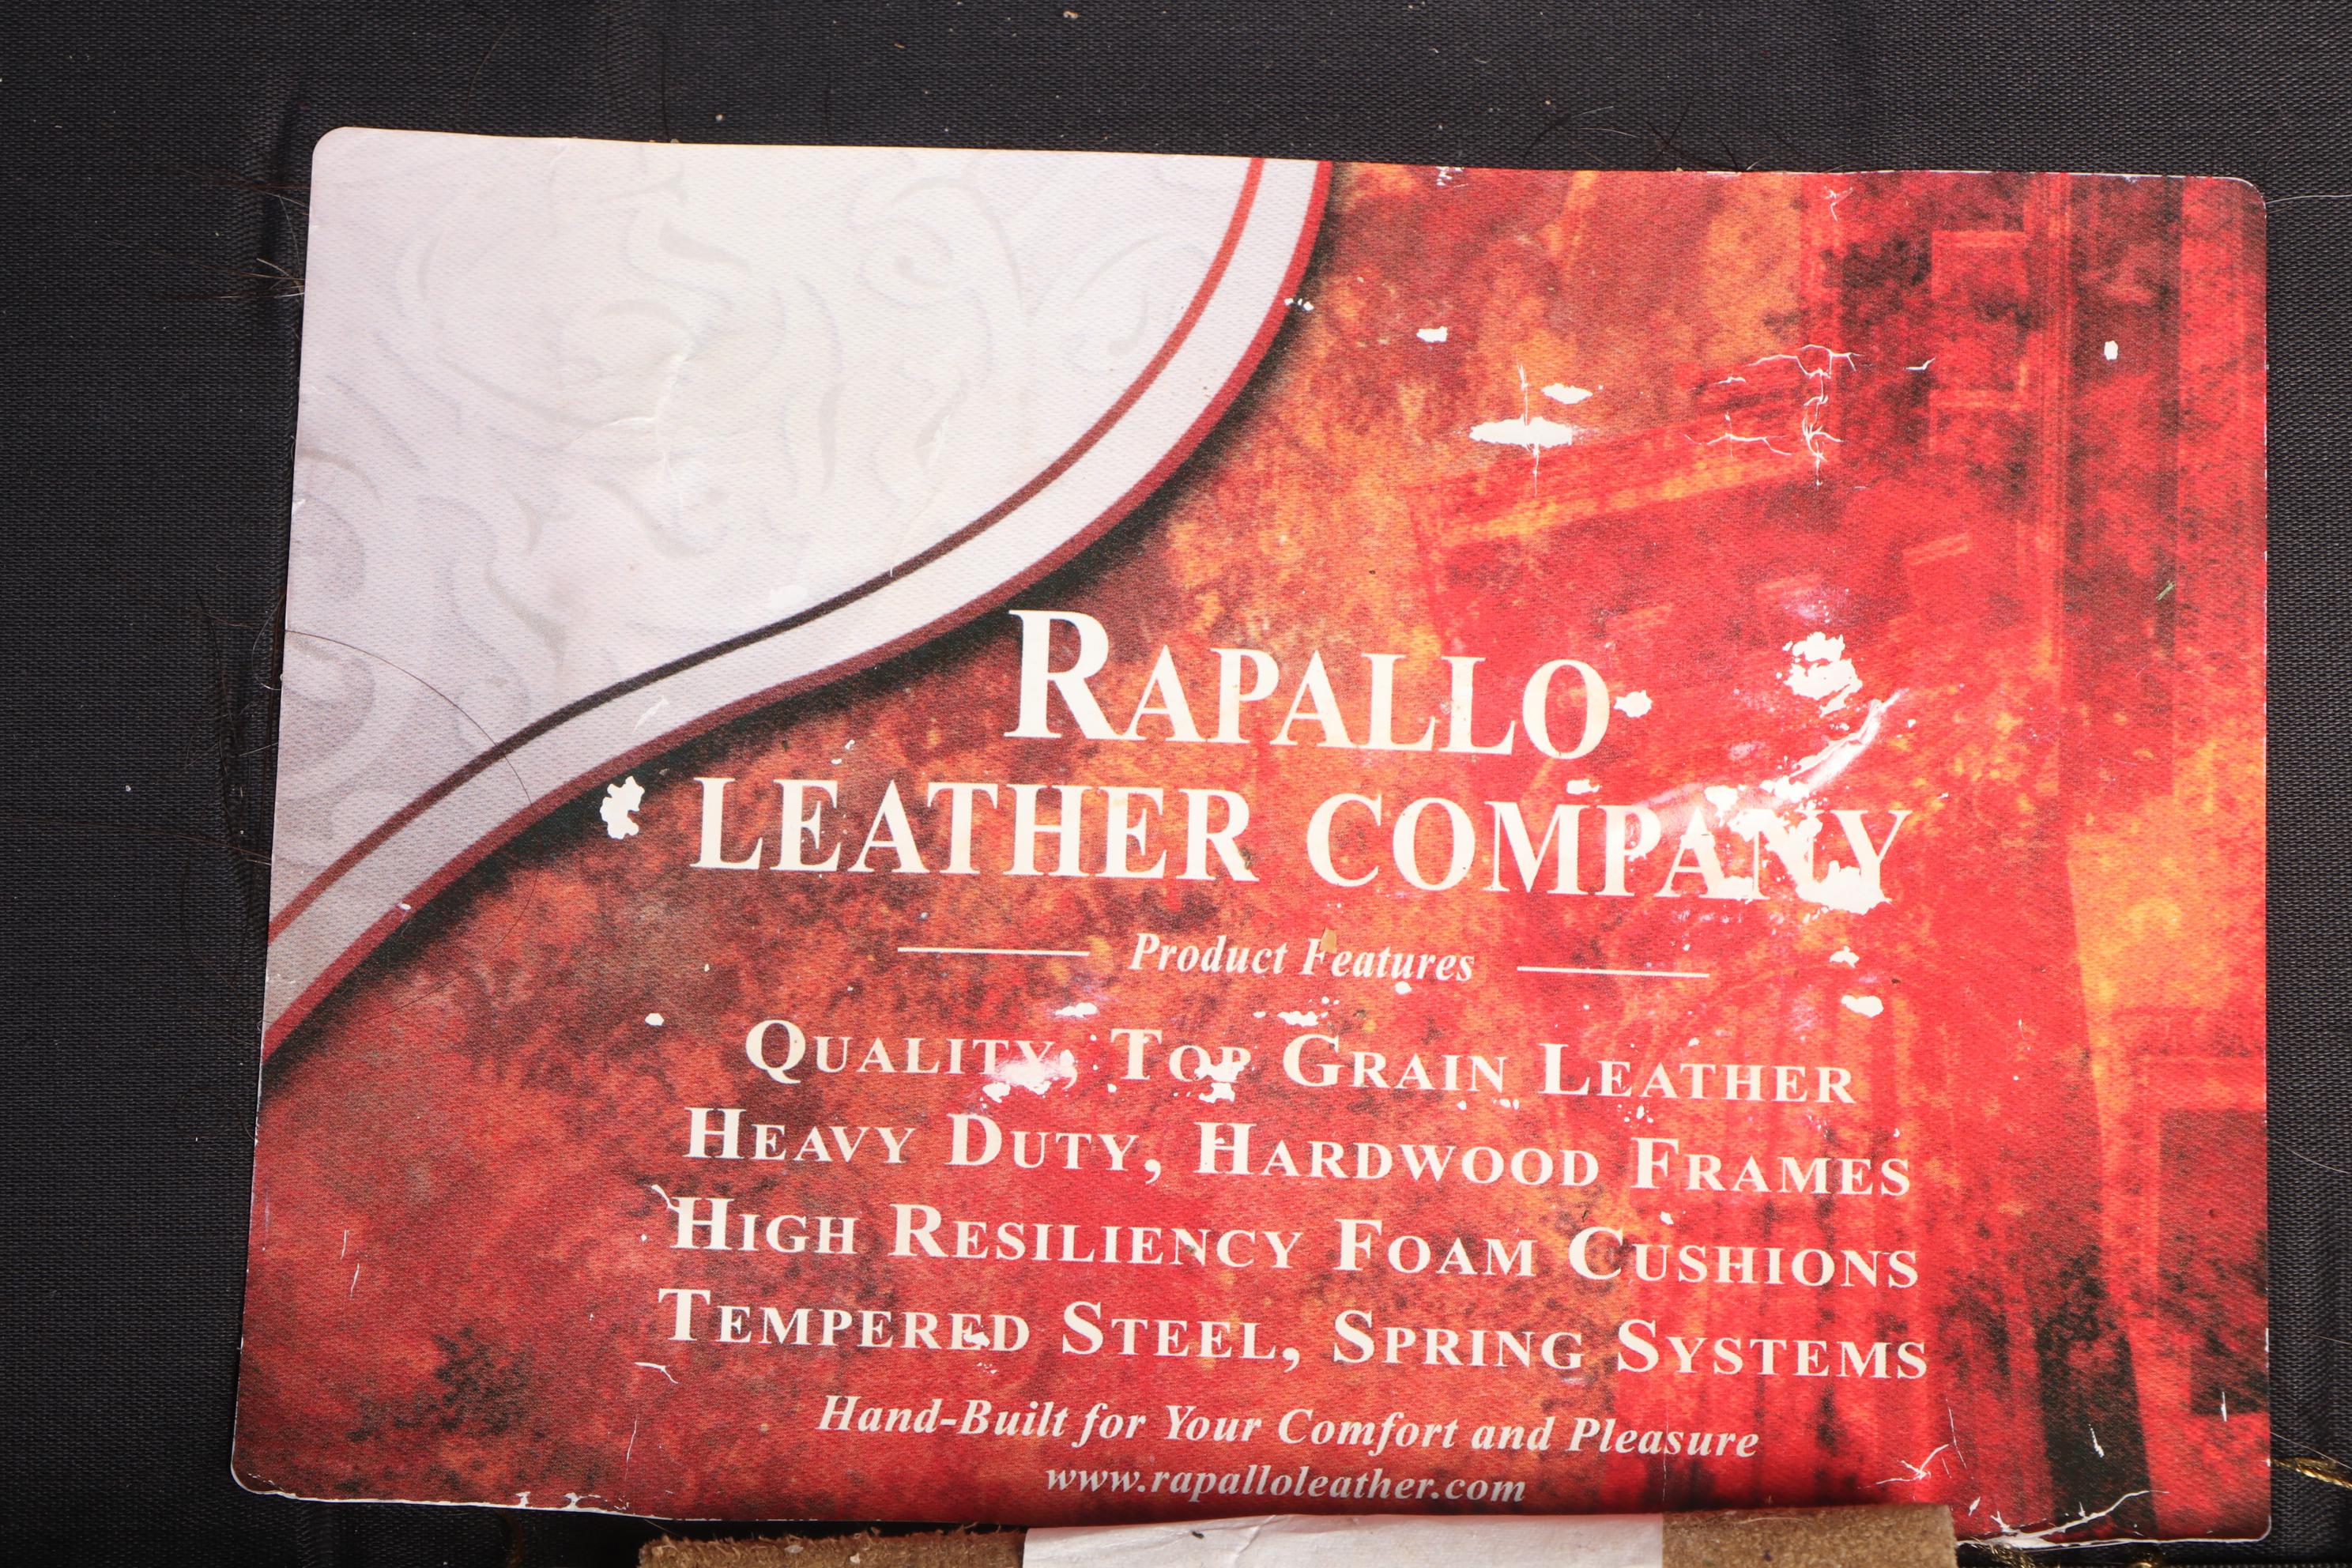 RAPALLO
LEATHER COMPANY
Product Features
QUALITY, TOP GRAIN LEATHER
HEAVY DUTY, HARDWOOD FRAMES
HIGH RESILIENCY FOAM CUSHIONS
TEMPERED STEEL, SPRING SYSTEMS
Hand-Built for Your Comfort and Pleasure
www.rapalloleather.com